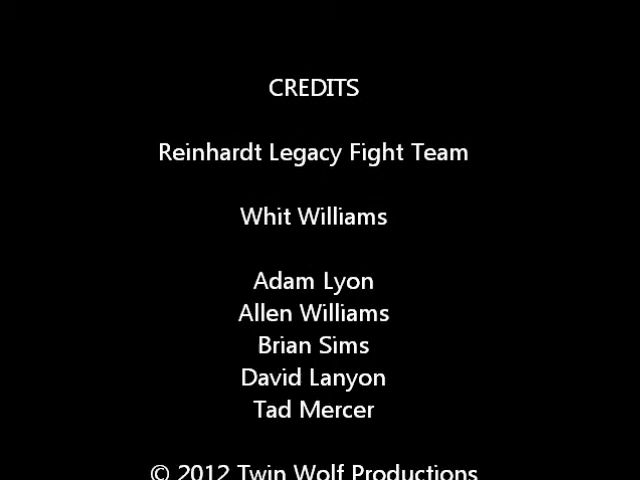 CREDITS
Reinhardt Legacy Fight Team
Whit Williams
Adam Lyon
Allen Williams
Brian Sims
David Lanyon
Tad Mercer
© 2012 Twin Wolf Productions